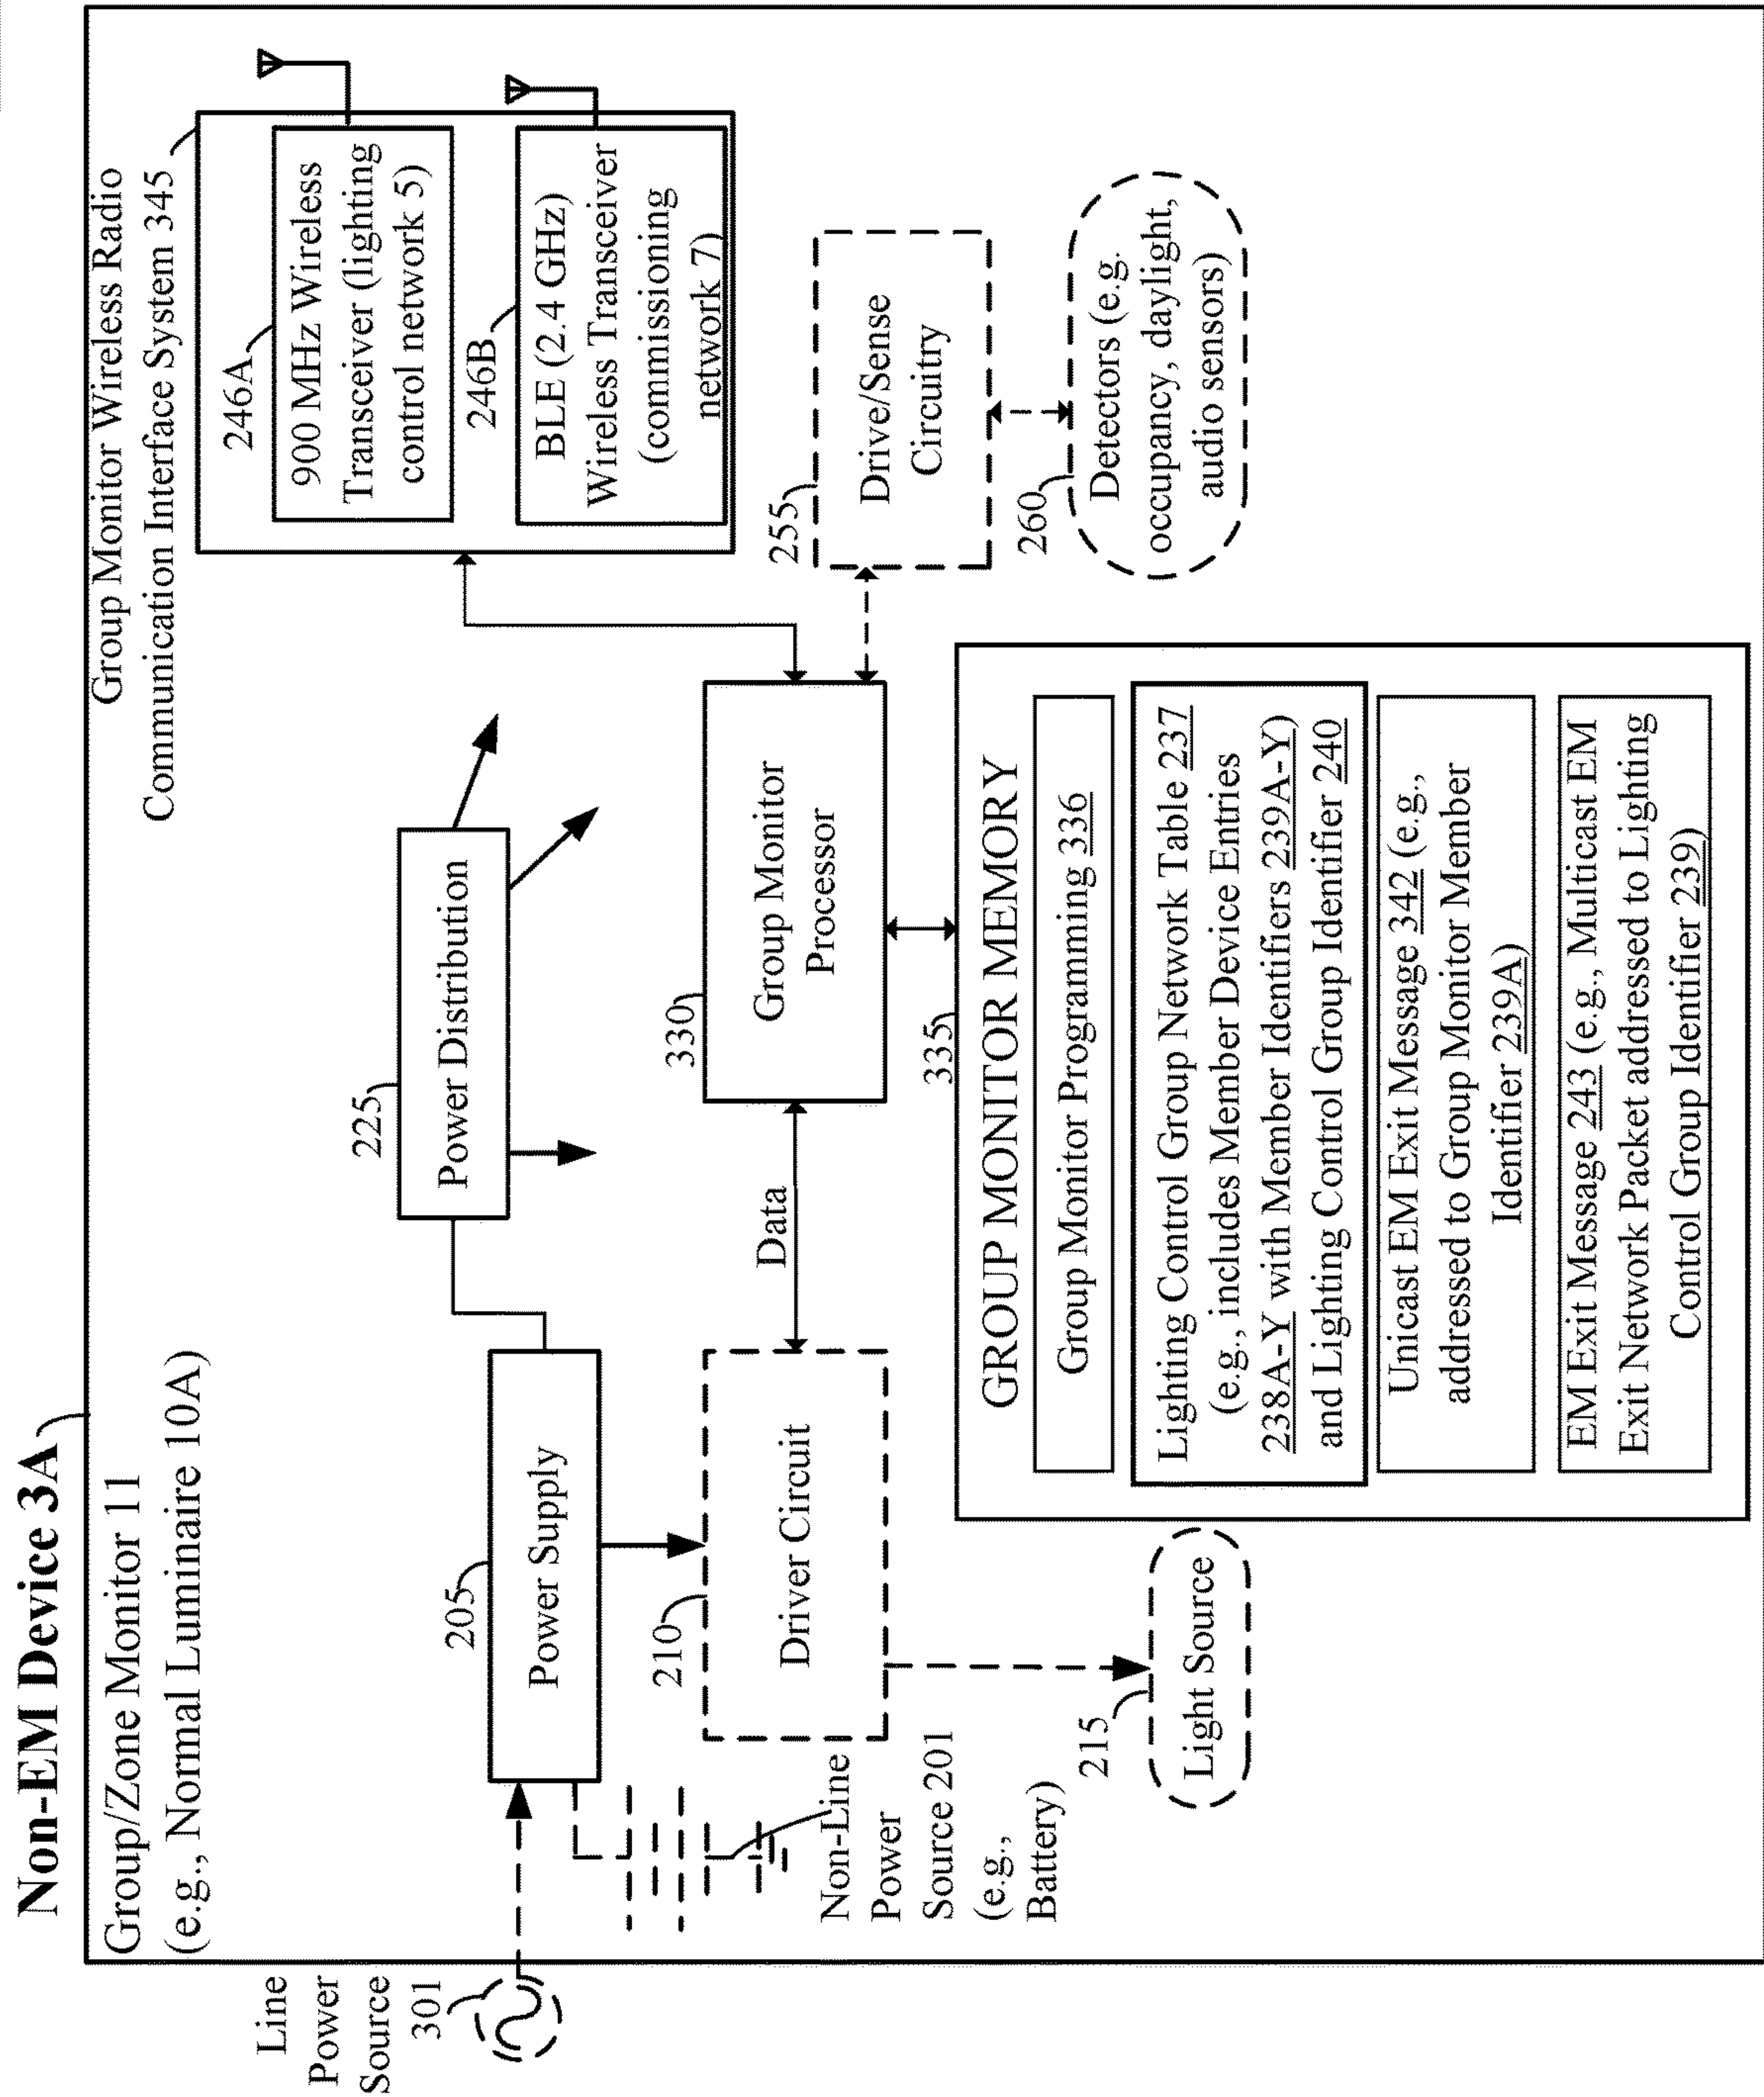 Non-EM Device 3A
Group/Zone Monitor 11
(e.g., Normal Luminaire 10A)
Line
Power
Source
301
205
Power Supply
225
Power Distribution
Group Monitor Wireless Radio
Communication Interface System 345
246A
900 MHz Wireless
Transceiver (lighting
control network 5)
246B
BLE (2.4 GHz)
Wireless Transceiver
(commissioning
network 7)
210
Driver Circuit
Data
330
Group Monitor
Processor
255
Drive/Sense
Circuitry
260
Detectors (e.g.
occupancy, daylight,
audio sensors)
Non-Line
Power
Source 201
(e.g.,
Battery)
215
Light Source
335
GROUP MONITOR MEMORY
Group Monitor Programming 336
Lighting Control Group Network Table 237
(e.g., includes Member Device Entries
238A-Y with Member Identifiers 239A-Y)
and Lighting Control Group Identifier 240
Unicast EM Exit Message 342 (e.g.,
addressed to Group Monitor Member
Identifier 239A)
EM Exit Message 243 (e.g., Multicast EM
Exit Network Packet addressed to Lighting
Control Group Identifier 239)